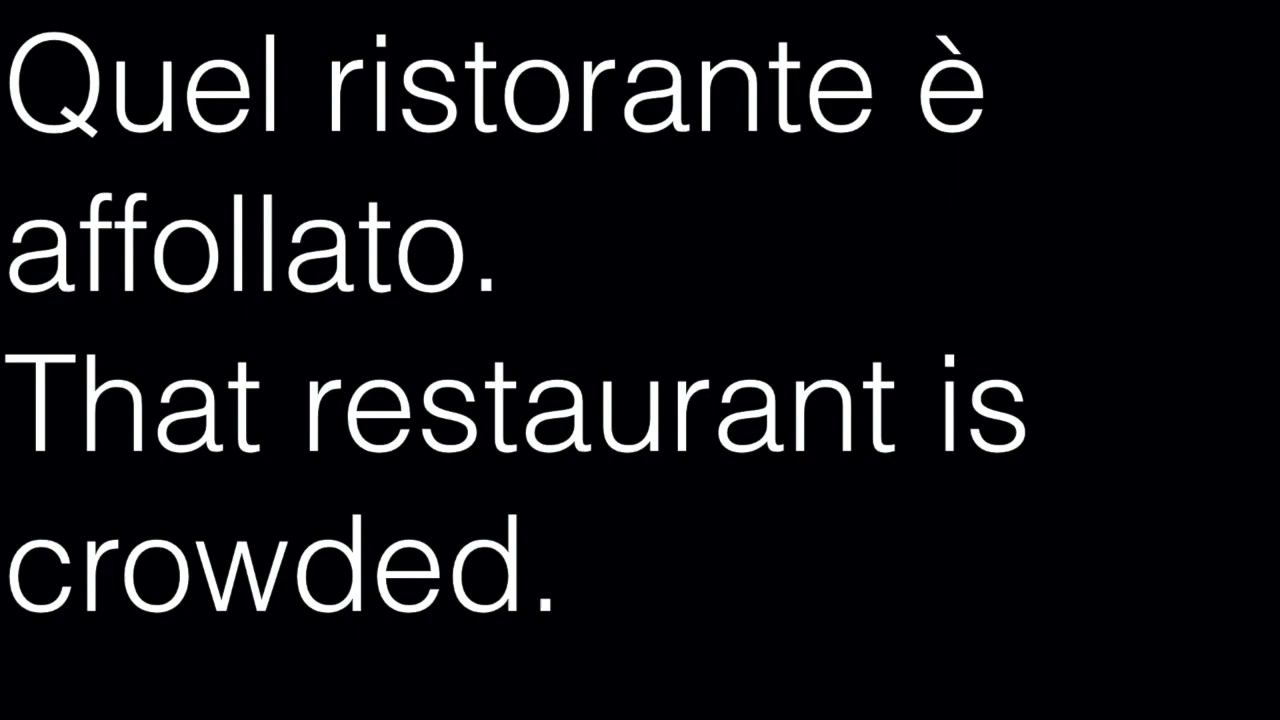 Quel ristorante è
affollato.
That restaurant is
crowded.